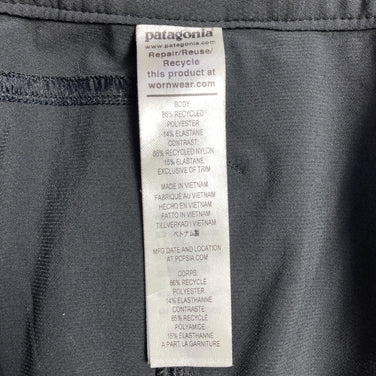 patagonia
www.patagonia.com
Repair/Reuse/
Recycle
this product at
wornwear.com
BODY:
86% RECYCLED
POLYESTER
14% ELASTANE
CONTRAST:
85% RECYCLED NYLON
15% ELASTANE
EXCLUSIVE OF TRIM
MADE IN VIETNAM
FABRIQUÉ AU VIETNAM
HECHO EN VIETNAM
FATTO IN VIETNAM
TILLVERKAD I VIETNAM
ベトナム製
MFG DATE AND LOCATION
AT PCPSIA.COM
CORPS:
86% RECYCLE
POLYESTER
14% ELASTHANNE
CONTRASTE:
85% RECYCLE
POLYAMIDE
15% ELASTHANNE
A PART LA GARNITURE